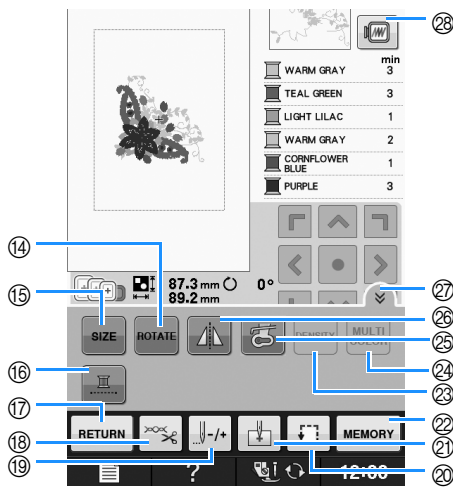 28
min
WARM GRAY 3
TEAL GREEN 3
LIGHT LILAC 1
WARM GRAY 2
CORNFLOWER BLUE 1
PURPLE 3
14
87.3 mm 0°
89.2 mm
27
15
26
SIZE ROTATE DENSITY MULTI COLOR
25
24
16
23
17
22
RETURN -/+ MEMORY
18
21
19
20
? 12:00